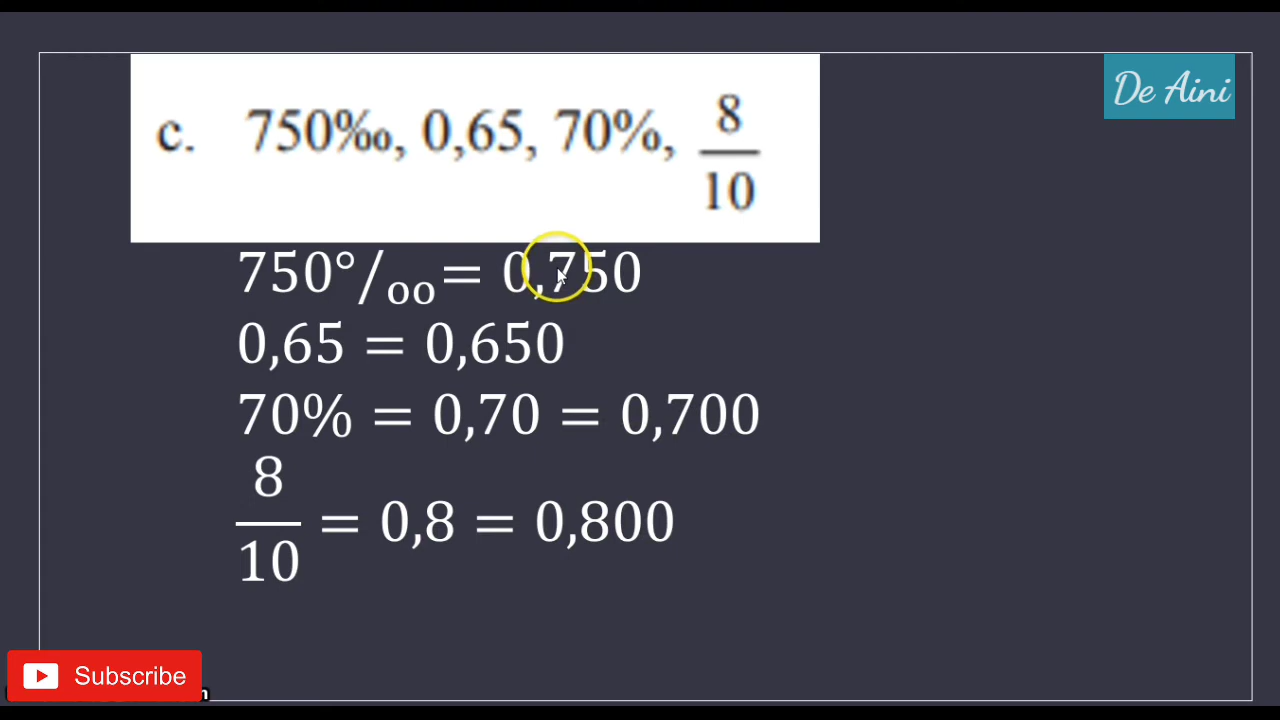 De Aini
c. 750‰, 0,65, 70%, 8/10
750°/oo = 0,750
0,65 = 0,650
70% = 0,70 = 0,700
8/10 = 0,8 = 0,800
Subscribe